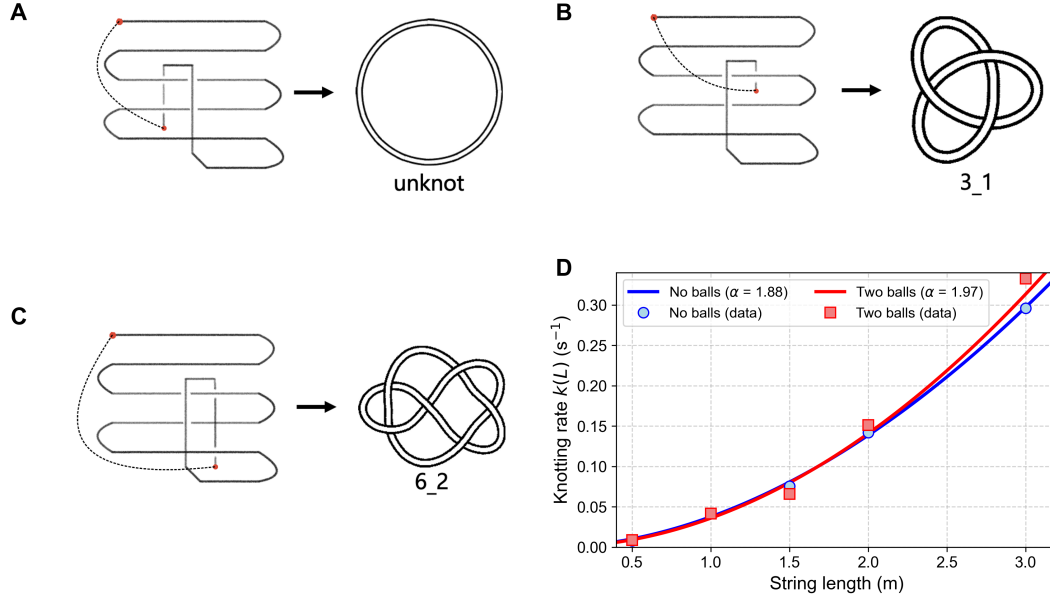 A
unknot
B
3_1
C
6_2
D
No balls (α = 1.88)
Two balls (α = 1.97)
No balls (data)
Two balls (data)
Knotting rate k(L) (s⁻¹)
0.30
0.25
0.20
0.15
0.10
0.05
0.00
0.5 1.0 1.5 2.0 2.5 3.0
String length (m)